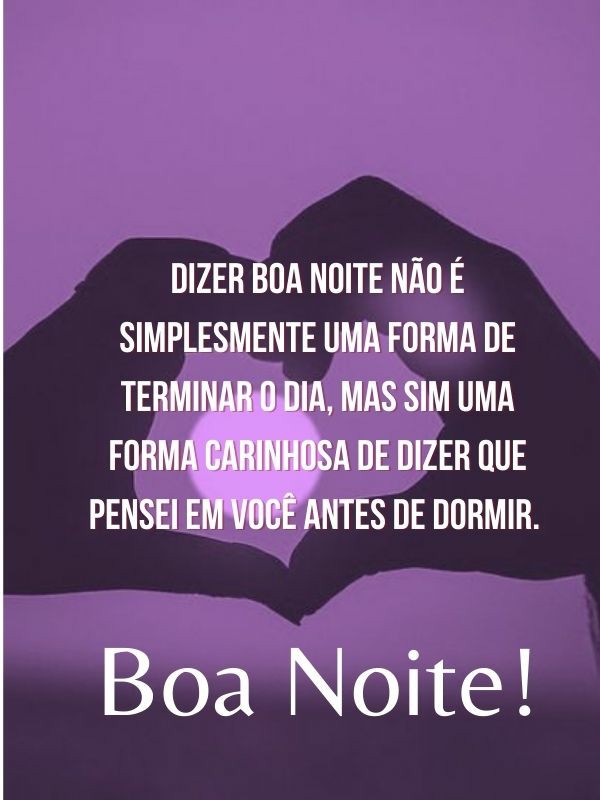 DIZER BOA NOITE NÃO É
SIMPLESMENTE UMA FORMA DE
TERMINAR O DIA, MAS SIM UMA
FORMA CARINHOSA DE DIZER QUE
PENSEI EM VOCÊ ANTES DE DORMIR.
Boa Noite!